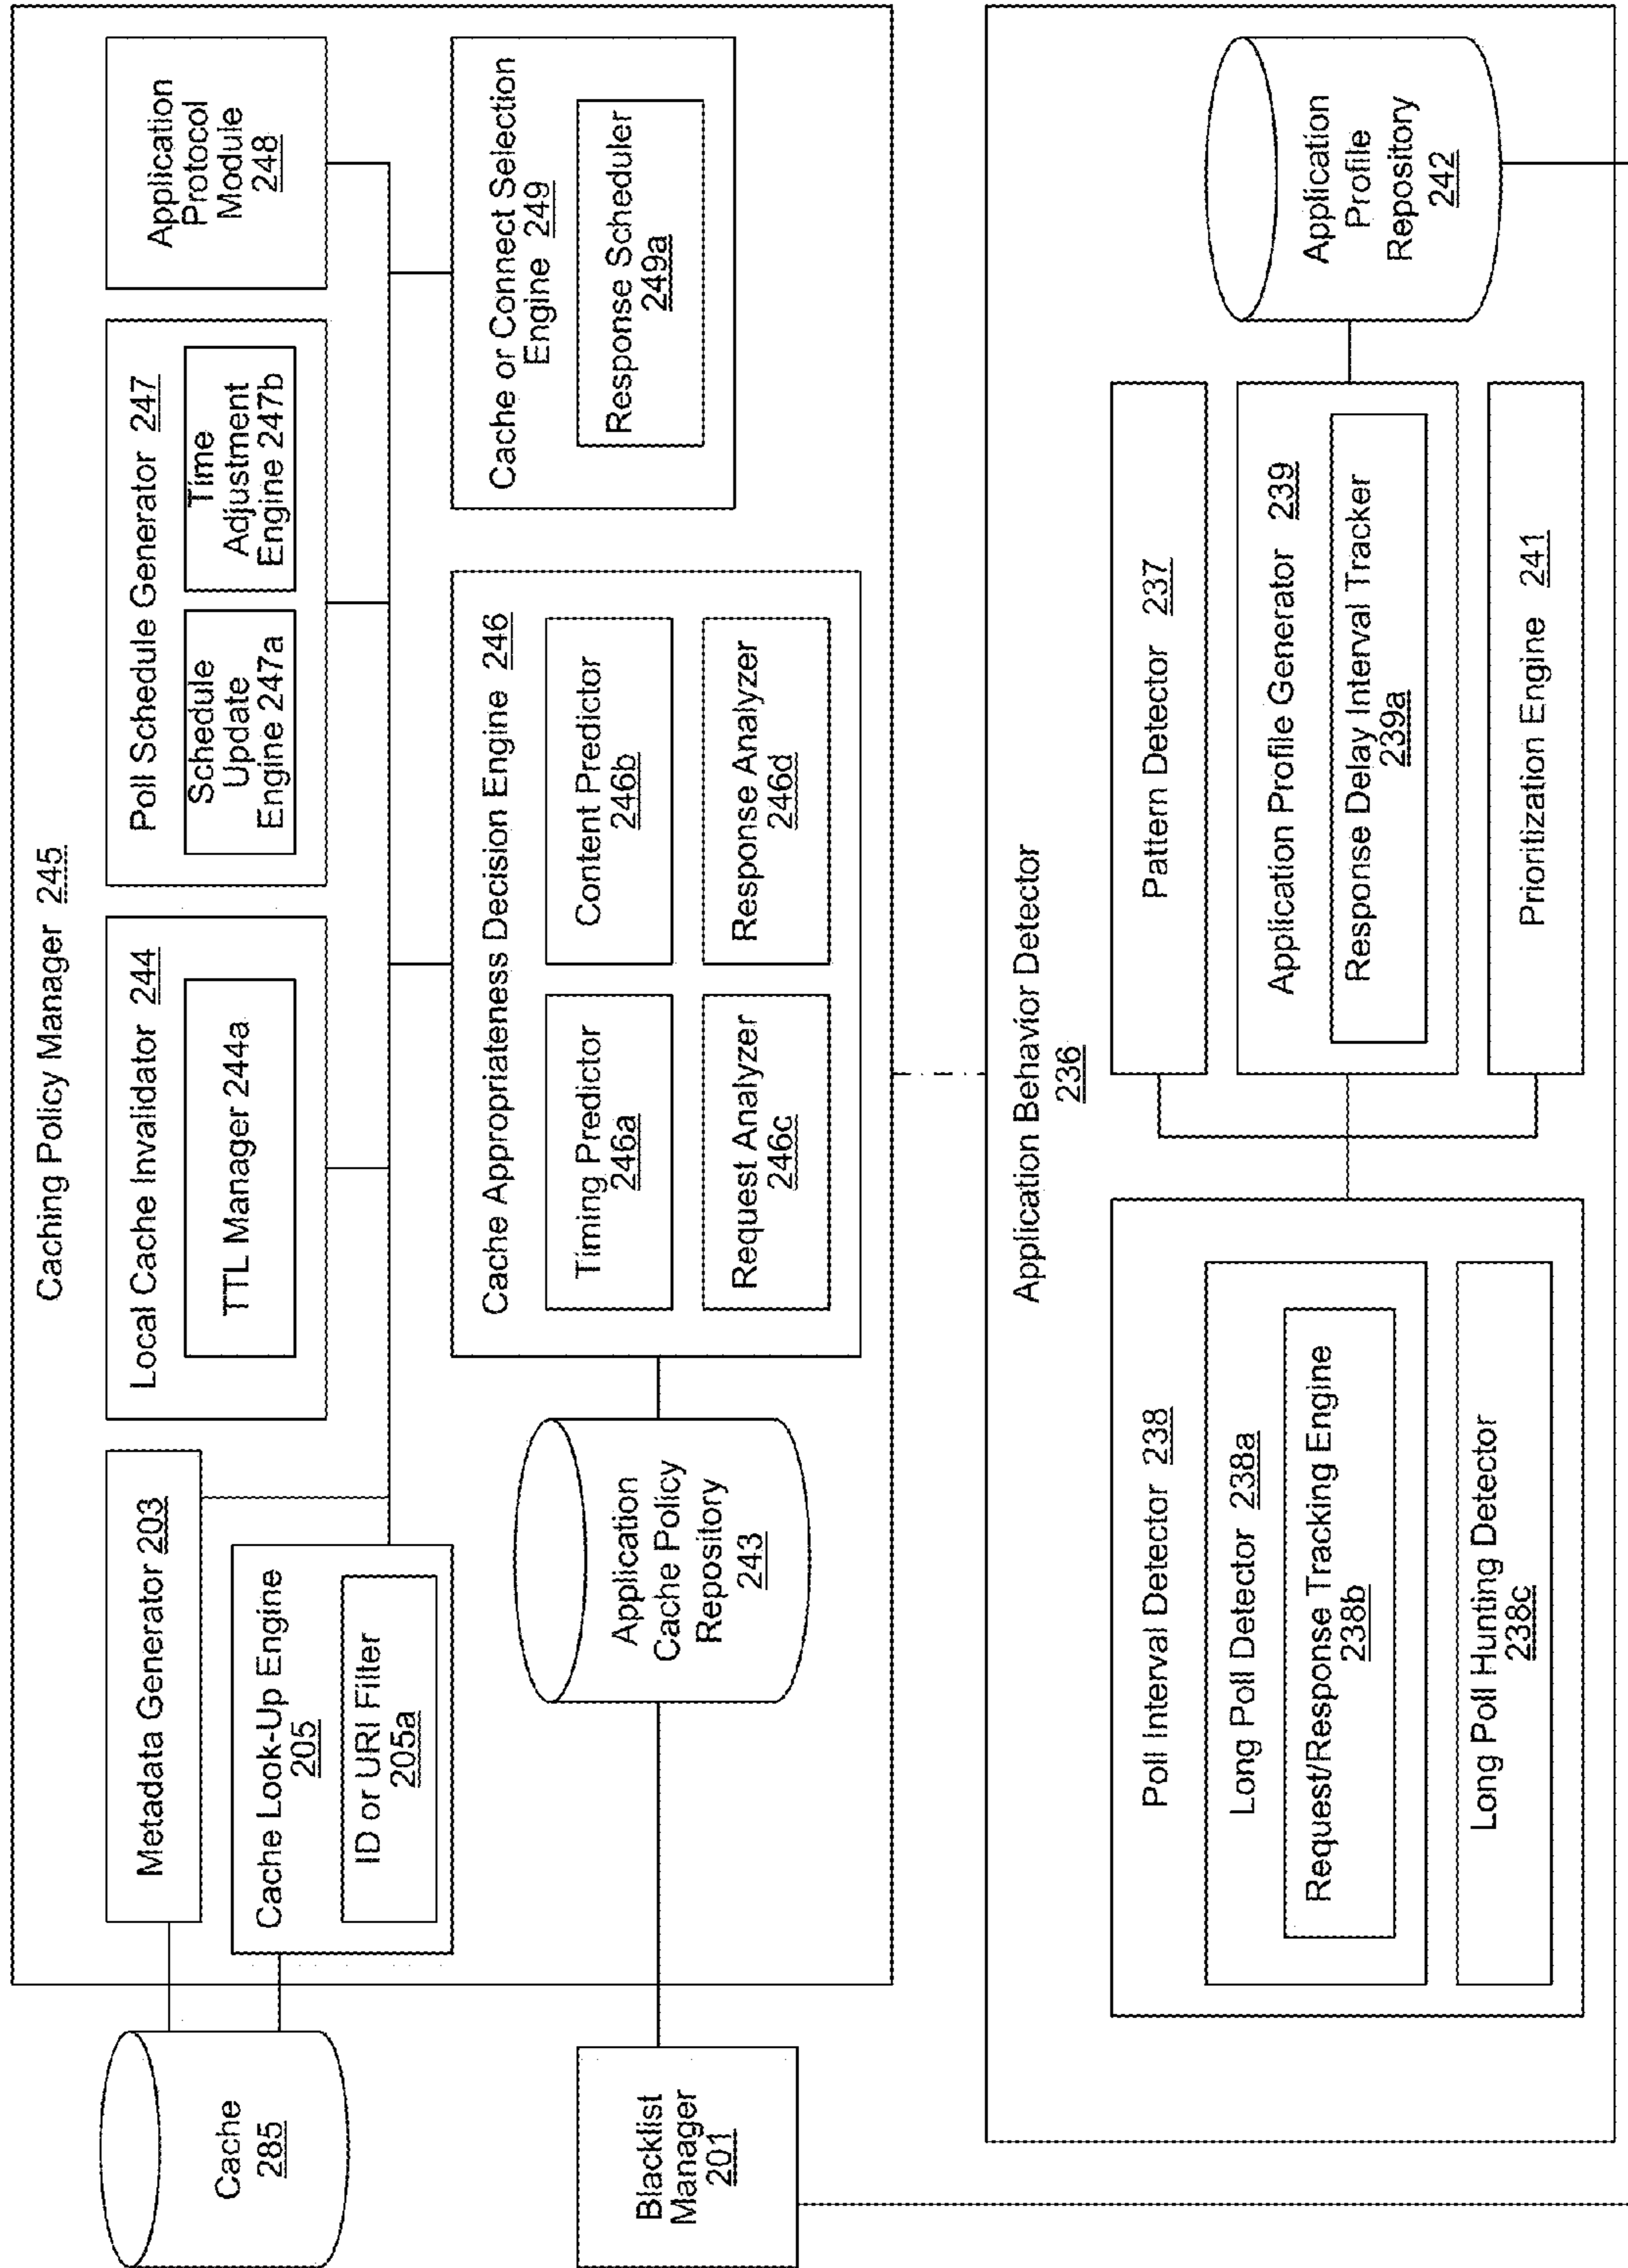 Caching Policy Manager 245
Cache
285
Metadata Generator 203
Cache Look-Up Engine
205
ID or URI Filter
205a
Local Cache Invalidator 244
TTL Manager 244a
Poll Schedule Generator 247
Schedule
Update
Engine 247a
Time
Adjustment
Engine 247b
Application
Protocol
Module
248
Blacklist
Manager
201
Application
Cache Policy
Repository
243
Cache Appropriateness Decision Engine 246
Timing Predictor
246a
Content Predictor
246b
Request Analyzer
246c
Response Analyzer
246d
Cache or Connect Selection
Engine 249
Response Scheduler
249a
Application Behavior Detector
236
Poll Interval Detector 238
Long Poll Detector 238a
Request/Response Tracking Engine
238b
Long Poll Hunting Detector
238c
Pattern Detector 237
Application Profile Generator 239
Response Delay Interval Tracker
239a
Prioritization Engine 241
Application
Profile
Repository
242